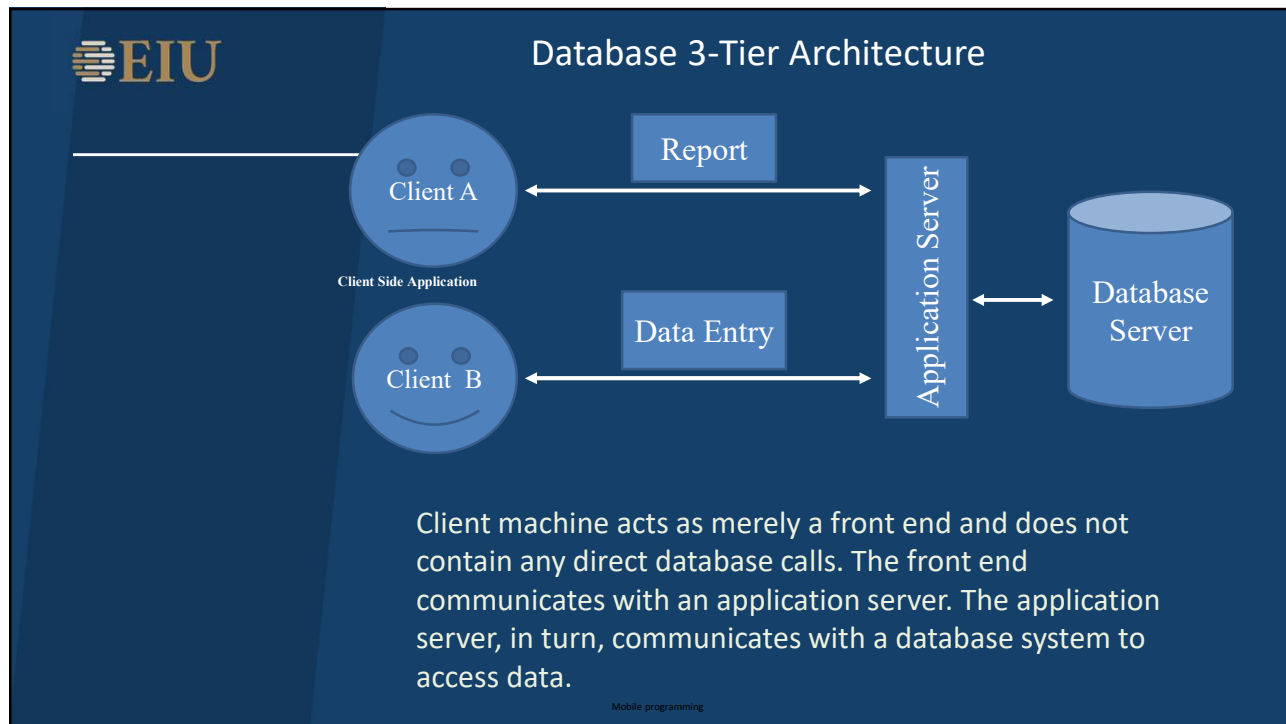 EIU
Database 3-Tier Architecture
Report
Client A
Client Side Application
Application Server
Database
Server
Data Entry
Client B
Client machine acts as merely a front end and does not
contain any direct database calls. The front end
communicates with an application server. The application
server, in turn, communicates with a database system to
access data.
Mobile programming